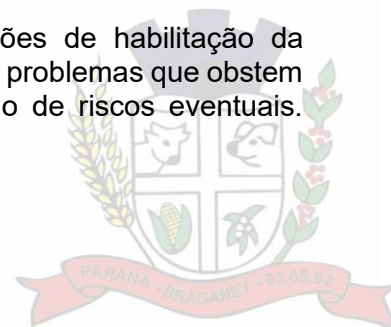 ões de habilitação da
problemas que obstem
o de riscos eventuais.
PARANÁ - BRAGANEY - 03.05.82